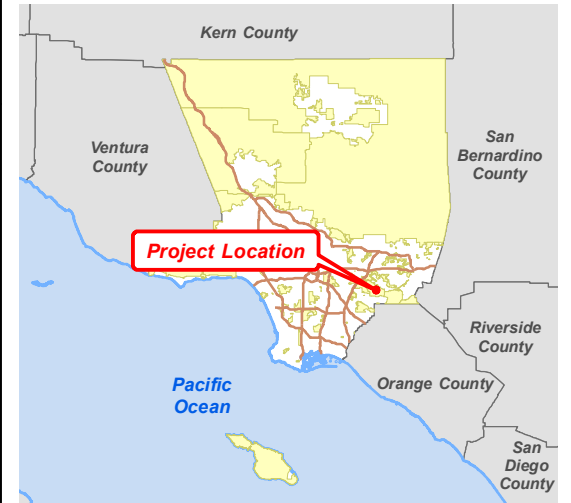 Kern County
Ventura
County
San
Bernardino
County
Project Location
Riverside
County
Pacific
Ocean
Orange County
San
Diego
County